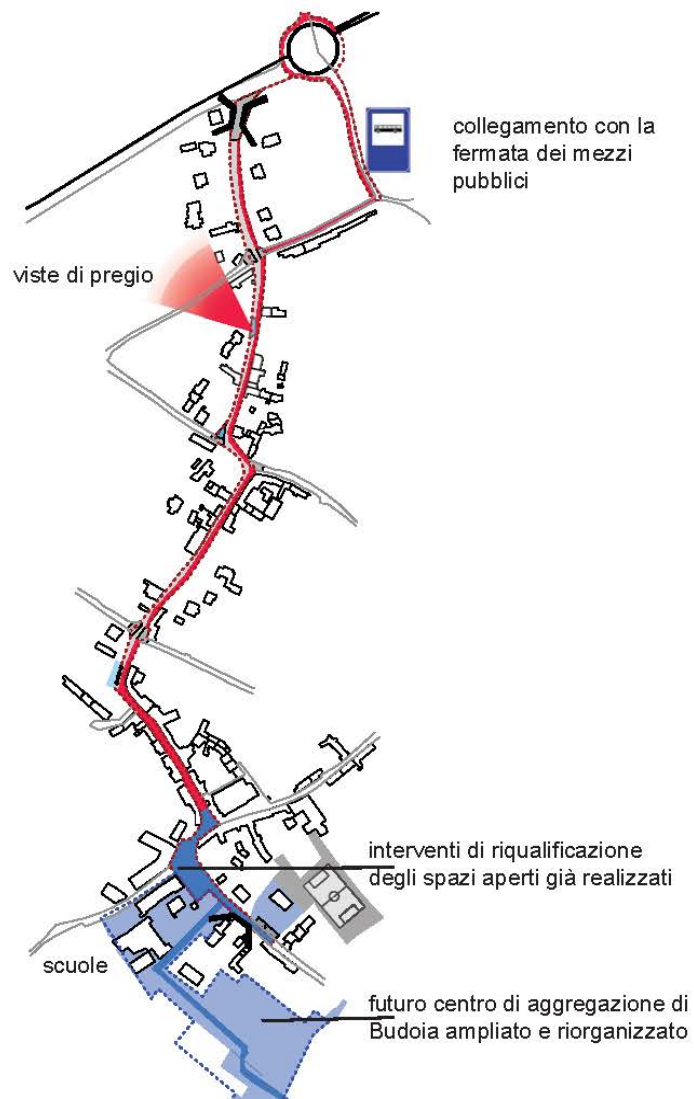 collegamento con la
fermata dei mezzi
pubblici
viste di pregio
interventi di riqualificazione
degli spazi aperti già realizzati
scuole
futuro centro di aggregazione di
Budoia ampliato e riorganizzato